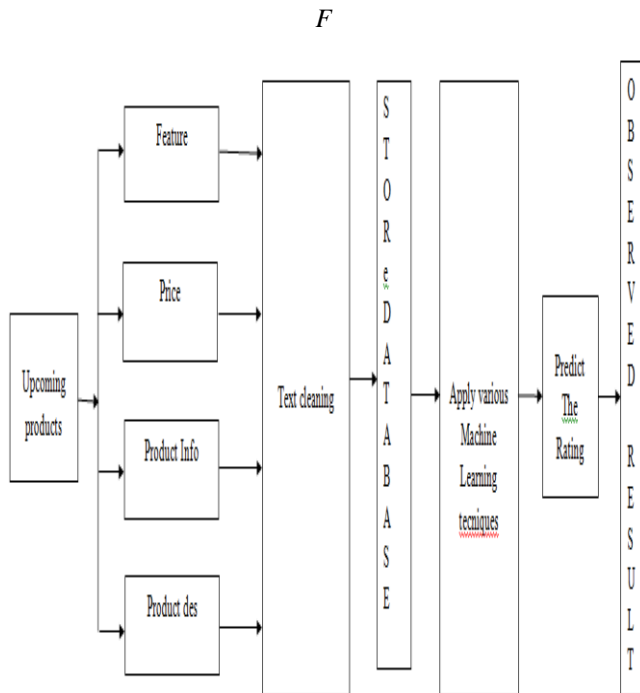 F
Upcoming
products
Feature
Price
Product Info
Product des
Text cleaning
S
T
O
R
e
D
A
T
A
B
A
S
E
Apply various
Machine
Learning
tecniques
Predict
The
Rating
O
B
S
E
R
V
E
D
R
E
S
U
L
T